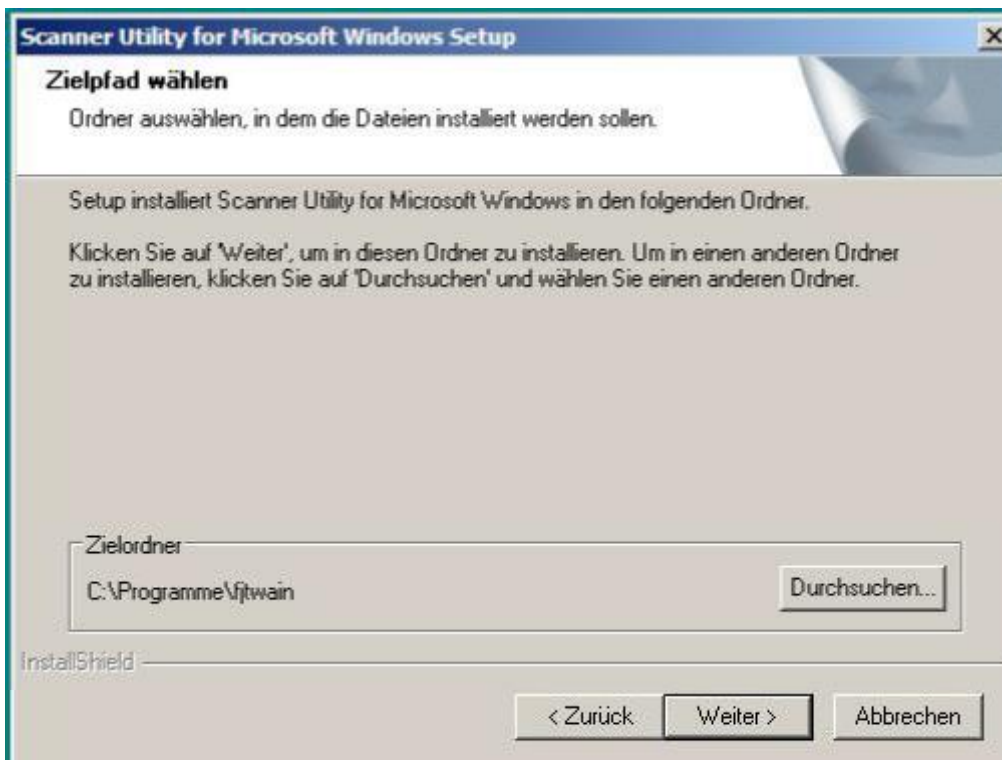 Scanner Utility for Microsoft Windows Setup
Zielpfad wählen
Ordner auswählen, in dem die Dateien installiert werden sollen.
Setup installiert Scanner Utility for Microsoft Windows in den folgenden Ordner.
Klicken Sie auf 'Weiter', um in diesen Ordner zu installieren. Um in einen anderen Ordner
zu installieren, klicken Sie auf 'Durchsuchen' und wählen Sie einen anderen Ordner.
Zielordner
C:\Programme\fjtwain
Durchsuchen...
InstallShield
< Zurück
Weiter >
Abbrechen